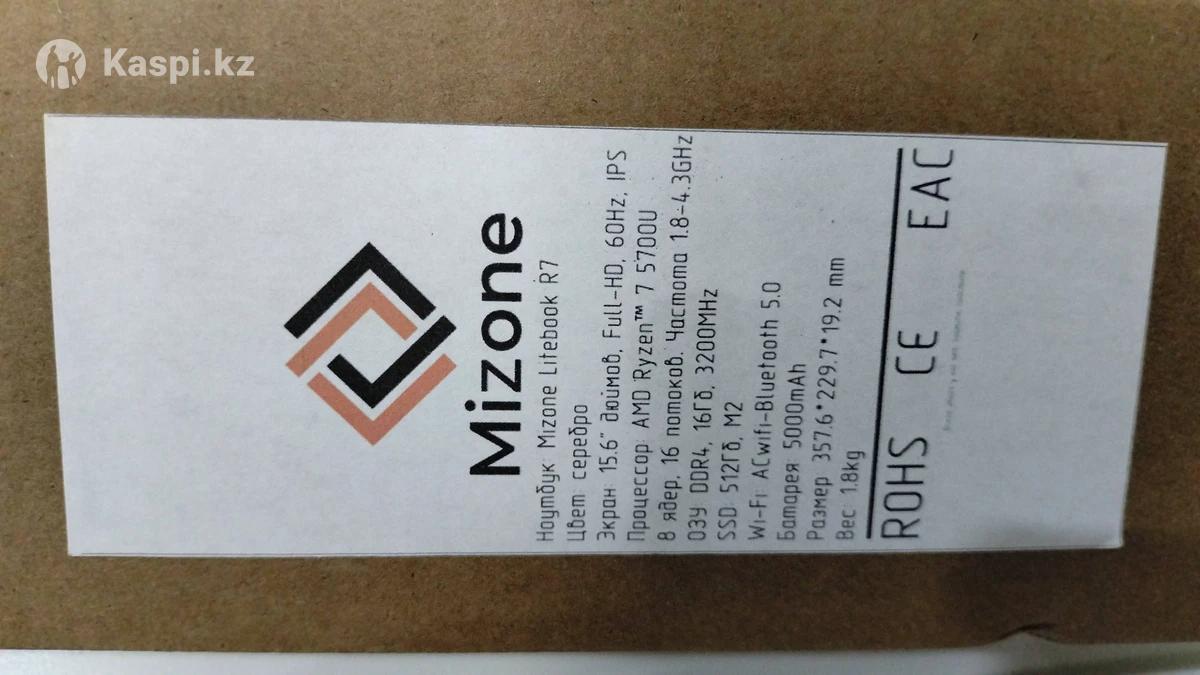 Kaspi.kz
Mizone
Ноутбук: Mizone Litebook R7
Цвет: серебро
Экран: 15.6" дюймов, Full-HD, 60Hz, IPS
Процессор: AMD Ryzen™ 7 5700U
8 ядер, 16 потоков. Частота 1.8-4.3GHz
ОЗУ: DDR4, 16Гб, 3200MHz
SSD: 512Гб, M2
Wi-Fi: ACwifi-Bluetooth 5.0
Батарея: 5000mAh
Размер: 357.6*229.7*19.2 mm
Вес: 1.8kg
ROHS CE EAC